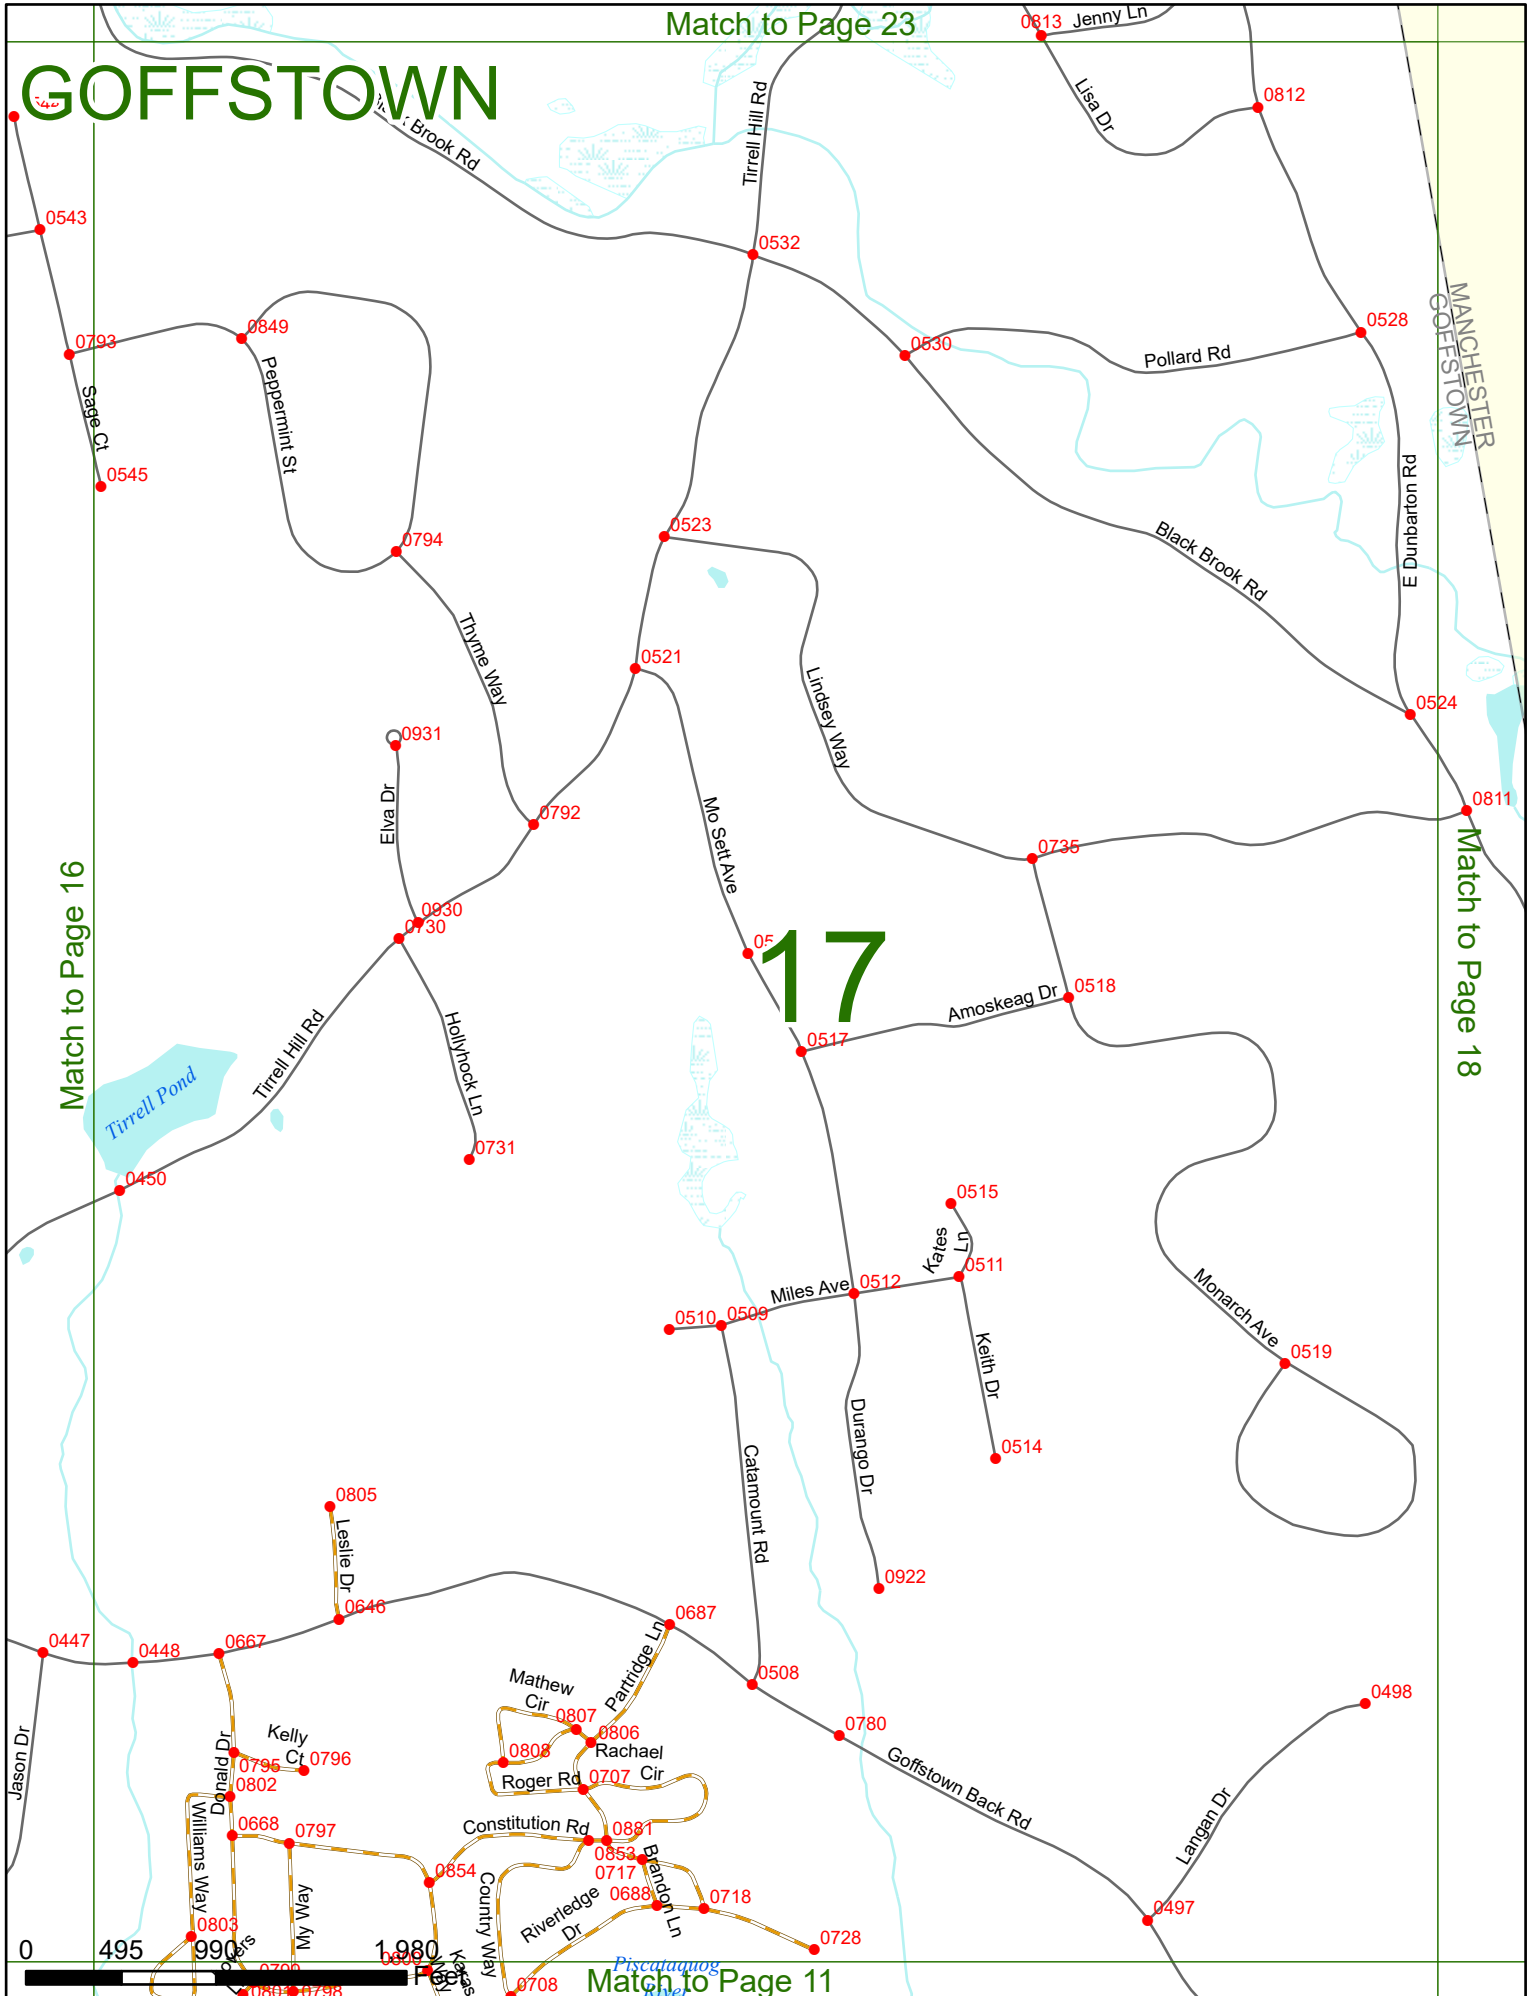 Match to Page 23
0813
Jenny Ln
GOFFSTOWN
Brook Rd
Tirrell Hill Rd
Lisa Dr
0812
0543
0532
0793
0849
0530
0528
Pollard Rd
MANCHESTER
GOFFSTOWN
Sage Ct
Peppermint St
0545
0794
0523
E Dunbarton Rd
Black Brook Rd
Thyme Way
0521
Lindsey Way
0524
0931
Elva Dr
0792
Mo Sett Ave
0811
0735
Match to Page 16
Match to Page 18
0930
0730
17
0518
Amoskeag Dr
0517
Hollyhock Ln
Tirrell Hill Rd
Tirrell Pond
0731
0450
0515
Kates
Ln
0511
0512
Miles Ave
0510
0509
Monarch Ave
0519
Keith Dr
Durango Dr
0514
Catamount Rd
0805
Leslie Dr
0922
0646
0687
0447
0448
0667
Partridge Ln
0508
Mathew
Cir
0498
0807
0806
0780
Jason Dr
Donald Dr
Kelly
Ct
0795
0796
0808
Rachael
Cir
Goffstown Back Rd
0802
Roger Rd
0707
Langan Dr
Williams Way
0668
0797
Constitution Rd
0881
0853
0717
Brandon Ln
0854
Country Way
0688
0718
Riverledge
Dr
My Way
0497
0803
0728
0
495
990
1,980
Feet
Karas
Way
0798
0708
Piscataquog
River
Match to Page 11